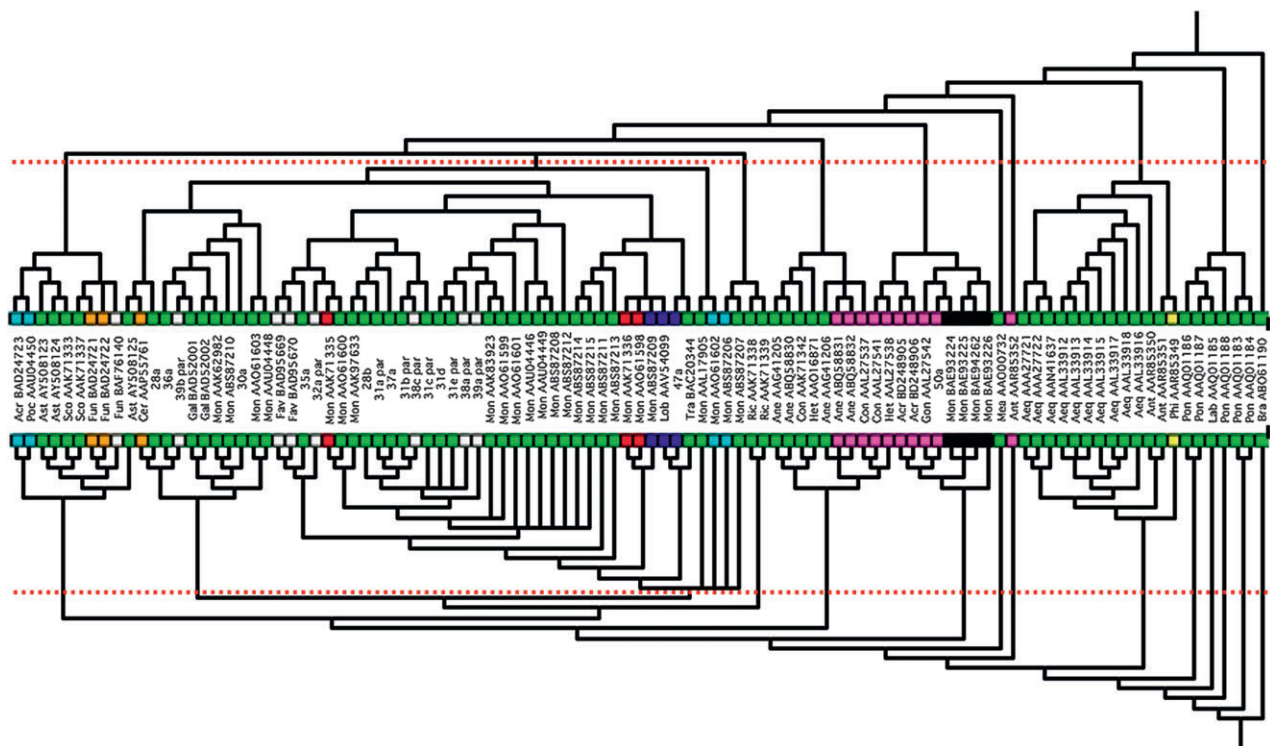 Acr BAD24723
Poc AAU04450
Ast AYS08123
Ast AYS08124
Sco AAK71333
Sco AAK71337
Fun BAD24721
Fun BAD24722
Fun BAF76140
Ast AYS08125
Cer AAP55761
38a
36a
39b par
Gal BAD52001
Gal BAD52002
Mon AAK62982
Mon ABS87210
30a
Mon AAO61603
Mon AAU04448
Fav BAD95669
Fav BAD95670
35a
32a par
Mon AAK71335
Mon AAO61600
Mon AAK97633
28b
31a par
37a
31b par
38c par
31c par
31d
31e par
38a par
39a par
Mon AAK83923
Mon AAO61599
Mon AAO61601
Mon AAU04446
Mon AAU04449
Mon ABS87208
Mon ABS87212
Mon ABS87214
Mon ABS87215
Mon ABS87211
Mon ABS87213
Mon AAK71336
Mon AAO61598
Mon ABS87209
Lob AAV54099
47a
Tra BAC20344
Mon AAL17905
Mon AAO61602
Mon ABS87206
Mon ABS87207
Ric AAK71338
Ric AAK71339
Ane AAG41205
Ane ABQ58830
Con AAK71342
Het AAO16871
Ane AAG41206
Ane ABQ58831
Ane ABQ58832
Con AAL27537
Con AAL27541
Het AAL27538
Acr BD248905
Acr BD248906
Gon AAL27542
50a
Mon BAE93224
Mon BAE93225
Mon BAE94262
Mon BAE93226
Mea AAO00732
Ant AAR85352
Aeq AAA27721
Aeq AAA27722
Aeq AAN41637
Aeq AAL33912
Aeq AAL33913
Aeq AAL33914
Aeq AAL33915
Aeq AAL33918
Aeq AAL33916
Aeq AAL33917
Ant AAR85350
Ant AAR85351
Phi AAR85349
Pon AAQ01186
Pon AAQ01187
Lab AAQ01185
Pon AAQ01188
Pon AAQ01183
Pon AAQ01184
Bra ABO61190